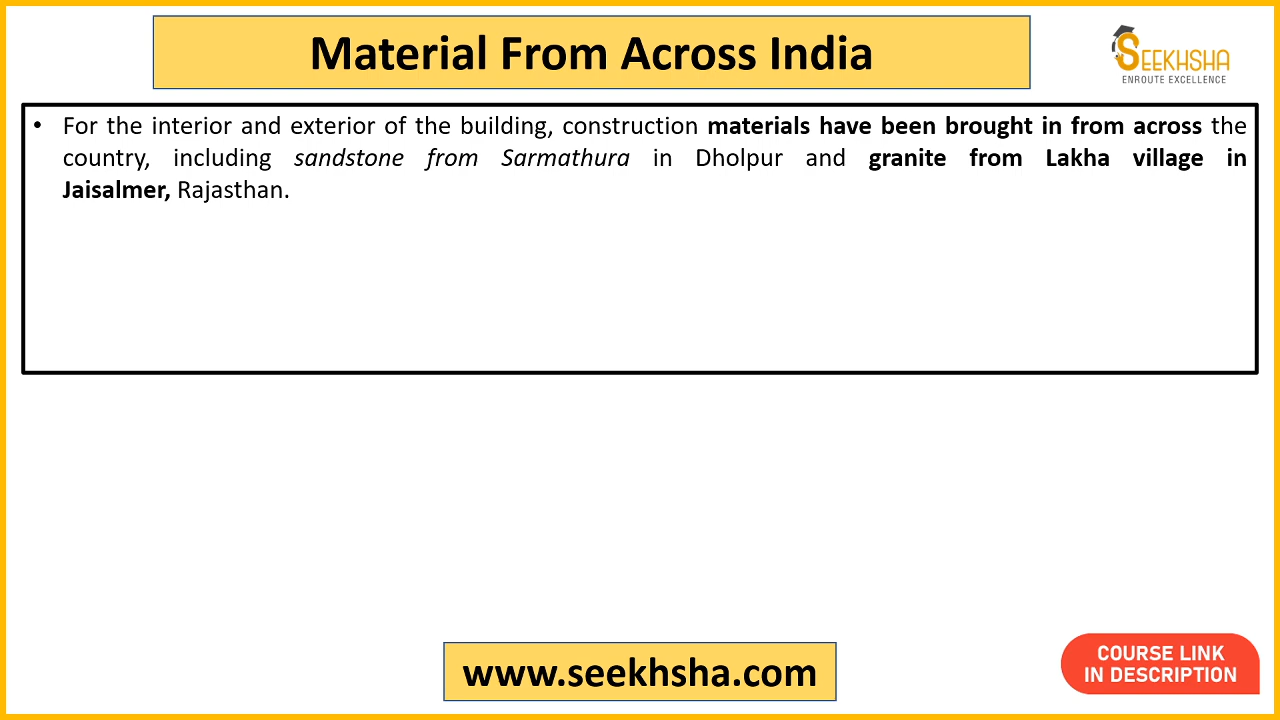 Material From Across India
SEEKHSHA
ENROUTE EXCELLENCE
• For the interior and exterior of the building, construction materials have been brought in from across the
country, including sandstone from Sarmathura in Dholpur and granite from Lakha village in
Jaisalmer, Rajasthan.
www.seekhsha.com
COURSE LINK
IN DESCRIPTION